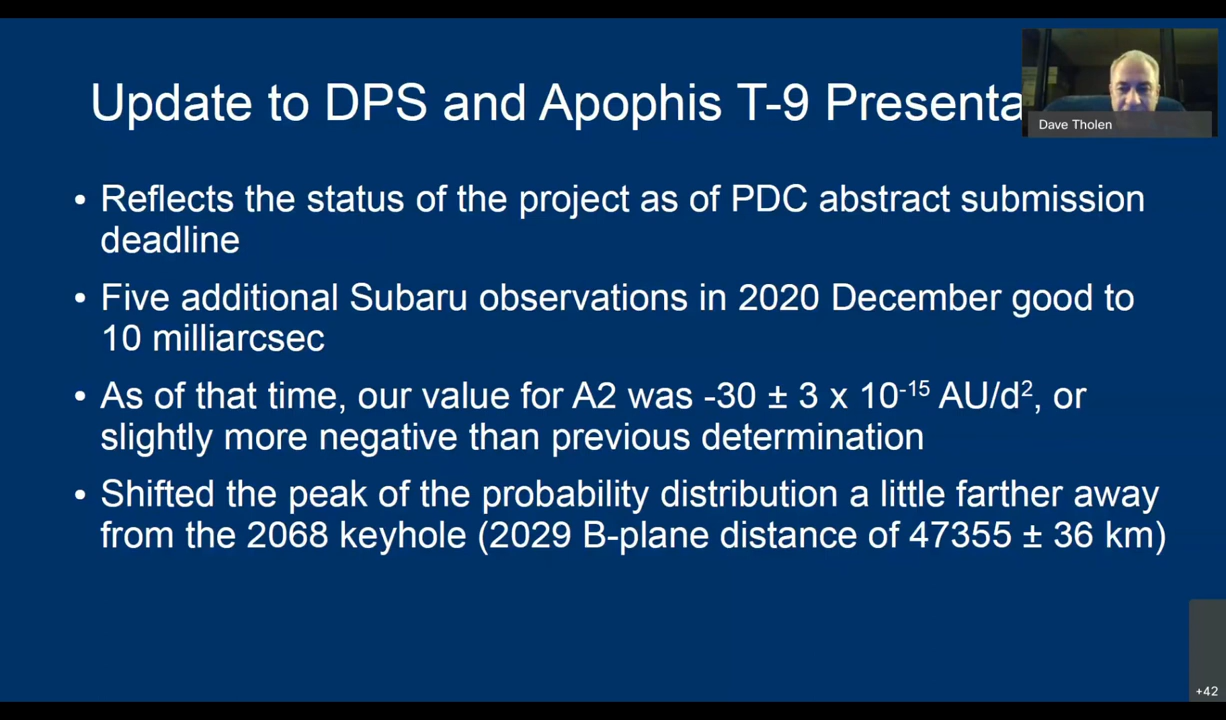 Update to DPS and Apophis T-9 Presenta
Dave Tholen
• Reflects the status of the project as of PDC abstract submission
deadline
• Five additional Subaru observations in 2020 December good to
10 milliarcsec
• As of that time, our value for A2 was -30 ± 3 x 10⁻¹⁵ AU/d², or
slightly more negative than previous determination
• Shifted the peak of the probability distribution a little farther away
from the 2068 keyhole (2029 B-plane distance of 47355 ± 36 km)
+42